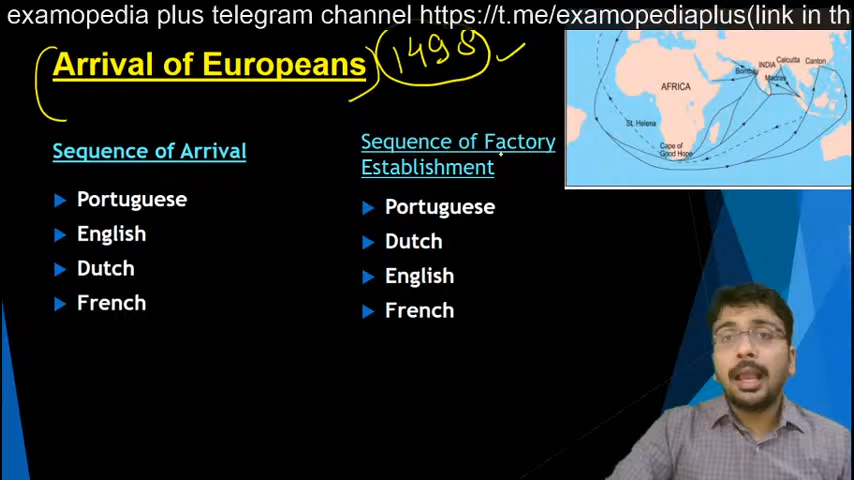 examopedia plus telegram channel https://t.me/examopediaplus(link in th
Arrival of Europeans
1498
Sequence of Arrival
Portuguese
English
Dutch
French
Sequence of Factory
Establishment
Portuguese
Dutch
English
French
AFRICA
INDIA
Calcutta
Canton
Bombay
Madras
St. Helena
Cape of
Good Hope